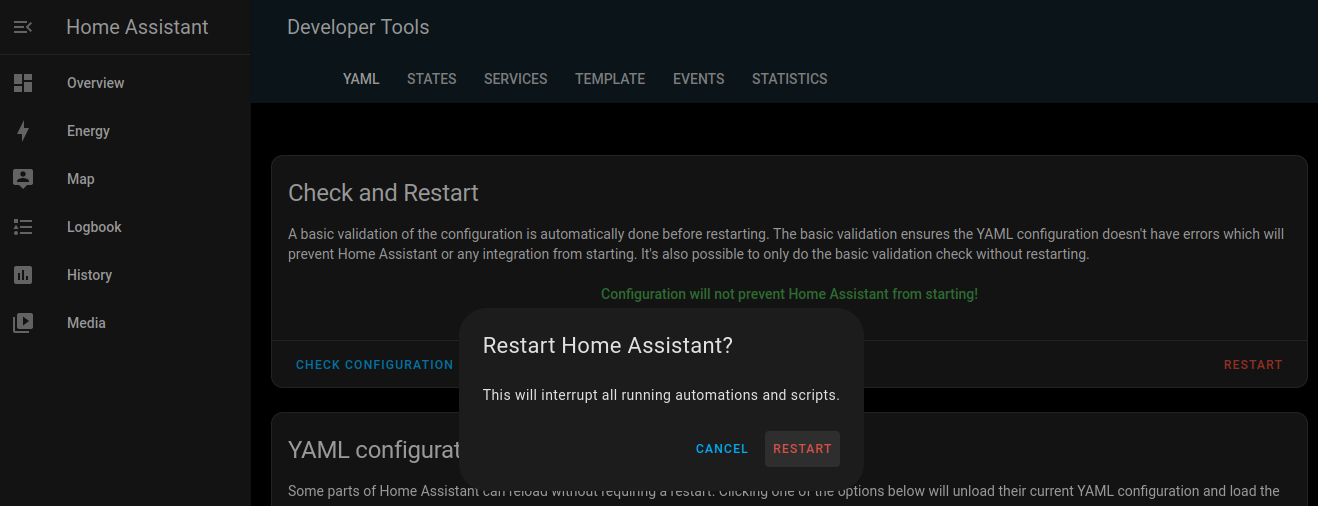 Home Assistant
Overview
Energy
Map
Logbook
History
Media
Developer Tools
YAML STATES SERVICES TEMPLATE EVENTS STATISTICS
Check and Restart
A basic validation of the configuration is automatically done before restarting. The basic validation ensures the YAML configuration doesn't have errors which will
prevent Home Assistant or any integration from starting. It's also possible to only do the basic validation check without restarting.
Configuration will not prevent Home Assistant from starting!
CHECK CONFIGURATION
RESTART
Restart Home Assistant?
This will interrupt all running automations and scripts.
CANCEL RESTART
YAML configurat
Some parts of Home Assistant can reload without requiring a restart. Clicking one of the options below will unload their current YAML configuration and load the